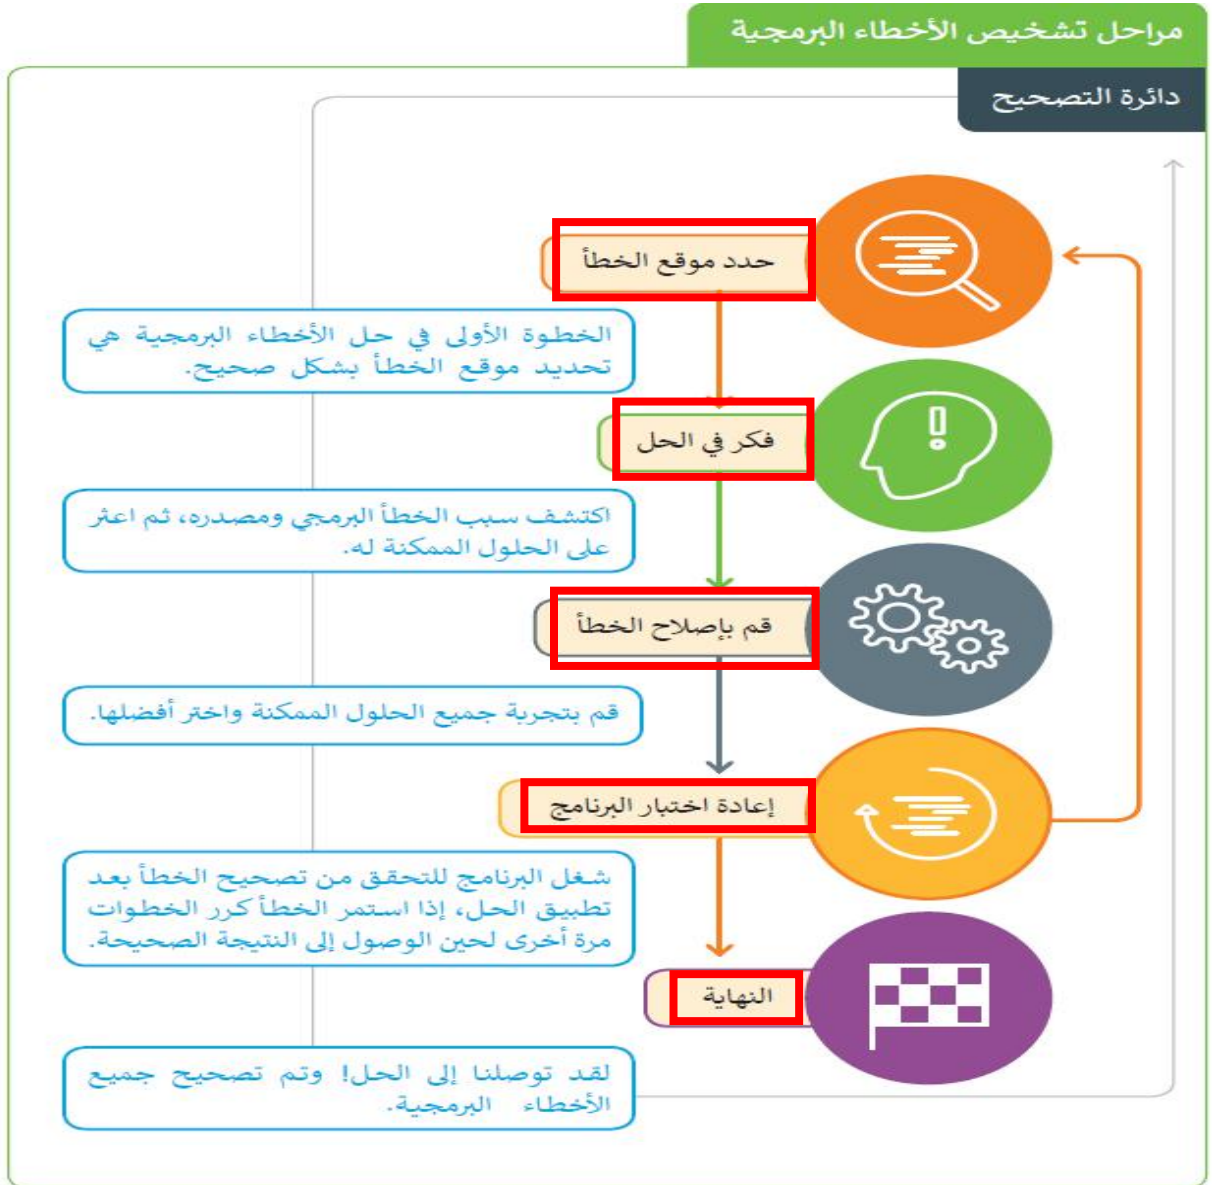 مراحل تشخيص الأخطاء البرمجية
دائرة التصحيح
حدد موقع الخطأ
الخطوة الأولى في حل الأخطاء البرمجية هي
تحديد موقع الخطأ بشكل صحيح.
فكر في الحل
اكتشف سبب الخطأ البرمجي ومصدره، ثم اعثر
على الحلول الممكنة له.
قم بإصلاح الخطأ
قم بتجربة جميع الحلول الممكنة واختر أفضلها.
إعادة اختبار البرنامج
شغل البرنامج للتحقق من تصحيح الخطأ بعد
تطبيق الحل، إذا استمر الخطأ كرر الخطوات
مرة أخرى لحين الوصول إلى النتيجة الصحيحة.
النهاية
لقد توصلنا إلى الحل! وتم تصحيح جميع
الأخطاء البرمجية.